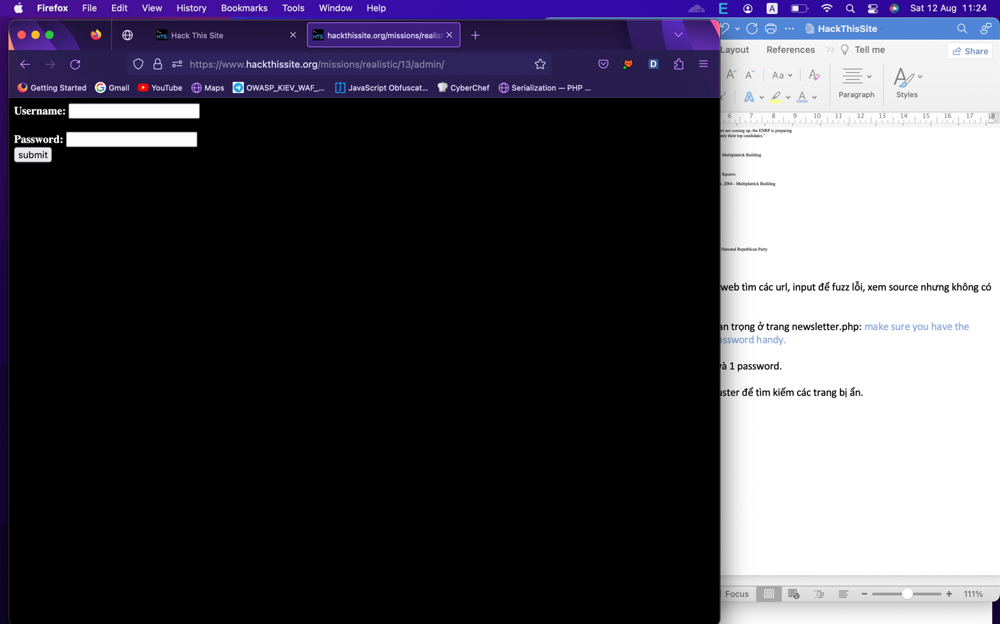 Firefox File Edit View History Bookmarks Tools Window Help
A
Sat 12 Aug 11:24
Hack This Site
hackthissite.org/missions/realist
https://www.hackthissite.org/missions/realistic/13/admin/
D
Getting Started
Gmail
YouTube
Maps
OWASP_KIEV_WAF_...
JavaScript Obfuscat...
CyberChef
Serialization — PHP ...
Username:
Password:
submit
HackThisSite
Layout References Tell me
Share
Aa
Paragraph
Styles
6 7 8 9 10 11 12 13 14 15 16 17 18
are coming up, the ENRP is preparing
only their top candidates."
Multiplattick Building
Squares
2004 - Multiplattick Building
National Republican Party
web tìm các url, input để fuzz lỗi, xem source nhưng không có
trọng ở trang newsletter.php: make sure you have the
handy.
và 1 password.
để tìm kiếm các trang bị ẩn.
Focus
111%